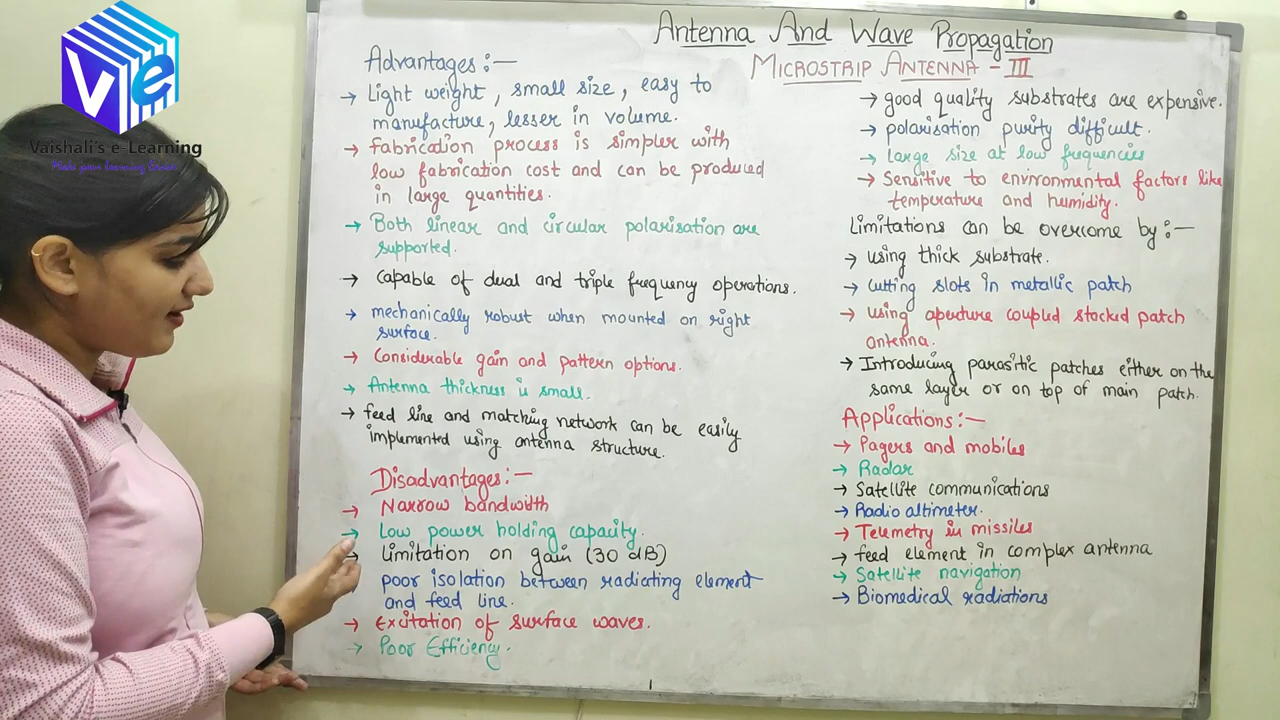 Ve
Vaishali's e-Learning
Make your learning Easier
Antenna And Wave Propagation
MICROSTRIP ANTENNA - III
Advantages:-
→ Light weight, small size, easy to
manufacture, lesser in volume.
→ fabrication process is simpler with
low fabrication cost and can be produced
in large quantities.
→ Both linear and circular polarisation are
supported.
→ capable of dual and triple frequency operations.
→ mechanically robust when mounted on right
surface.
→ Considerable gain and pattern options.
→ Antenna thickness is small.
→ feed line and matching network can be easily
implemented using antenna structure.
Disadvantages:-
→ Narrow bandwidth
→ Low power holding capacity.
→ Limitation on gain (30 dB)
poor isolation between radiating element
and feed line.
→ Excitation of surface waves.
→ Poor Efficiency.
→ good quality substrates are expensive.
→ polarisation purity difficult.
→ Large size at low frequencies
→ Sensitive to environmental factors like
temperature and humidity.
Limitations can be overcome by:-
→ using thick substrate.
→ Cutting slots in metallic patch
→ using aperture coupled stacked patch
antenna.
→ Introducing parasitic patches either on the
same layer or on top of main patch.
Applications:-
→ Pagers and mobiles
→ Radar
→ Satellite communications
→ Radio altimeter.
→ Telemetry in missiles
→ feed element in complex antenna
→ Satellite navigation
→ Biomedical radiations